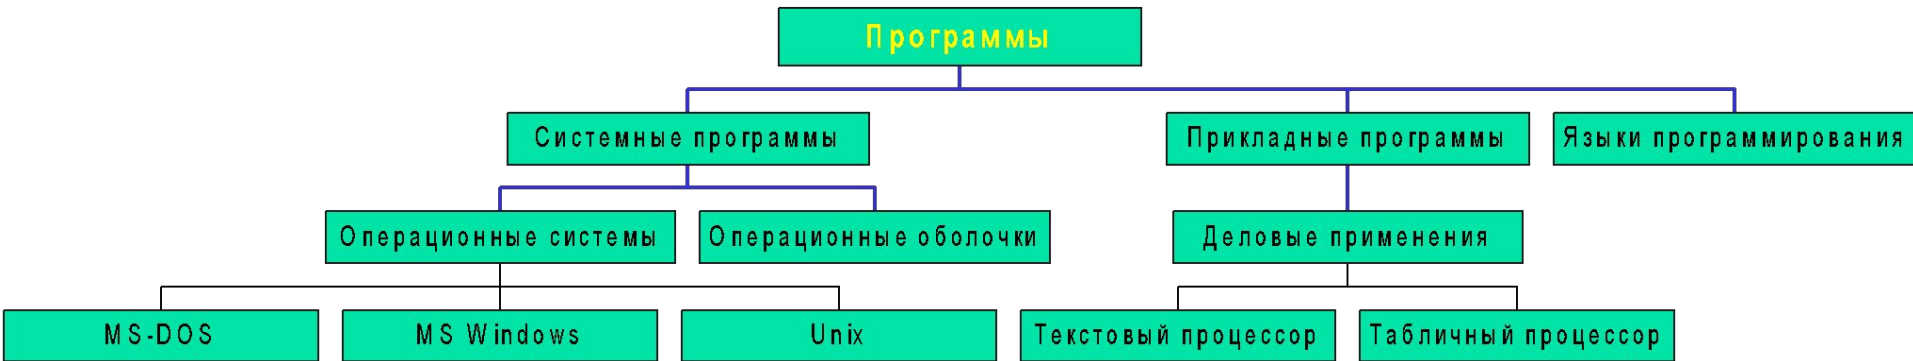 Программы
Системные программы
Прикладные программы
Языки программирования
Операционные системы
Операционные оболочки
Деловые применения
MS-DOS
MS Windows
Unix
Текстовый процессор
Табличный процессор